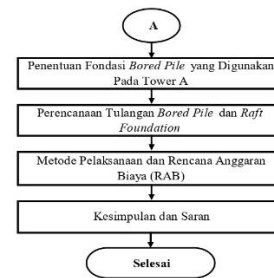 A
Penentuan Fondasi Bored Pile yang Digunakan
Pada Tower A
Perencanaan Tulangan Bored Pile dan Raft
Foundation
Metode Pelaksanaan dan Rencana Anggaran
Biaya (RAB)
Kesimpulan dan Saran
Selesai